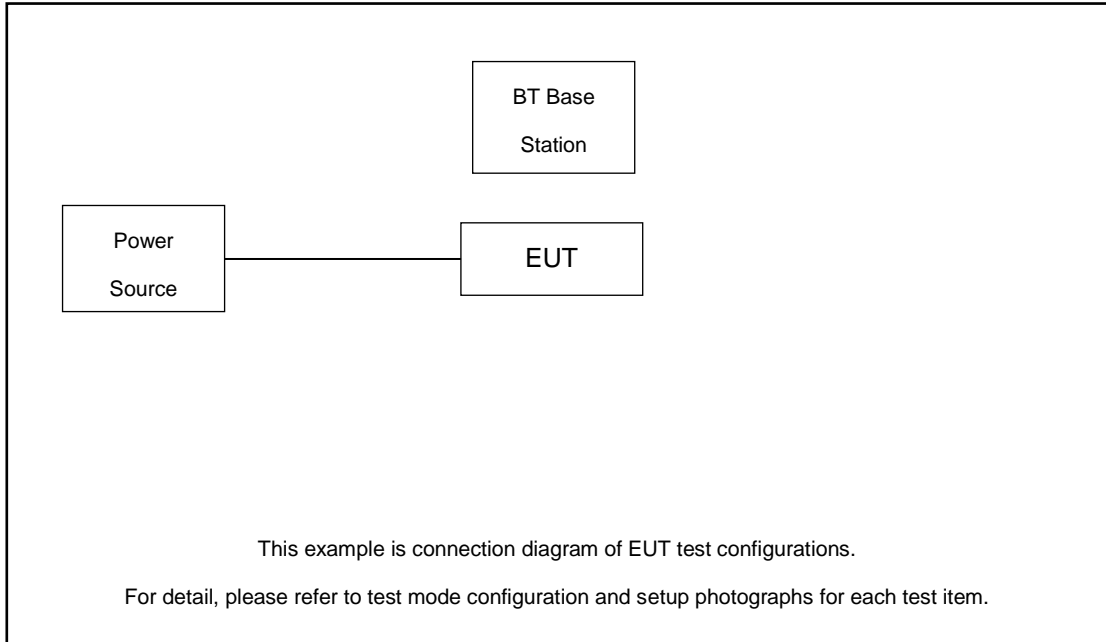 BT Base
Station
Power
Source
EUT
This example is connection diagram of EUT test configurations.
For detail, please refer to test mode configuration and setup photographs for each test item.